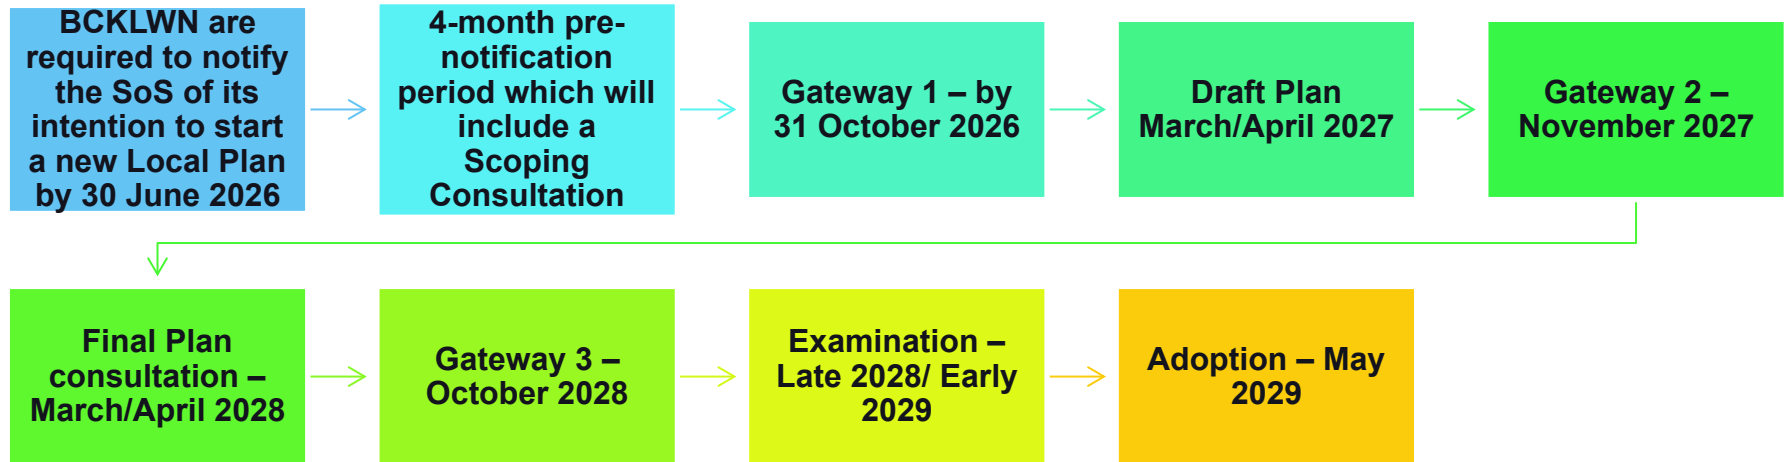 BCKLWN are
required to notify
the SoS of its
intention to start
a new Local Plan
by 30 June 2026
4-month pre-
notification
period which will
include a
Scoping
Consultation
Gateway 1 – by
31 October 2026
Draft Plan
March/April 2027
Gateway 2 –
November 2027
Final Plan
consultation –
March/April 2028
Gateway 3 –
October 2028
Examination –
Late 2028/ Early
2029
Adoption – May
2029